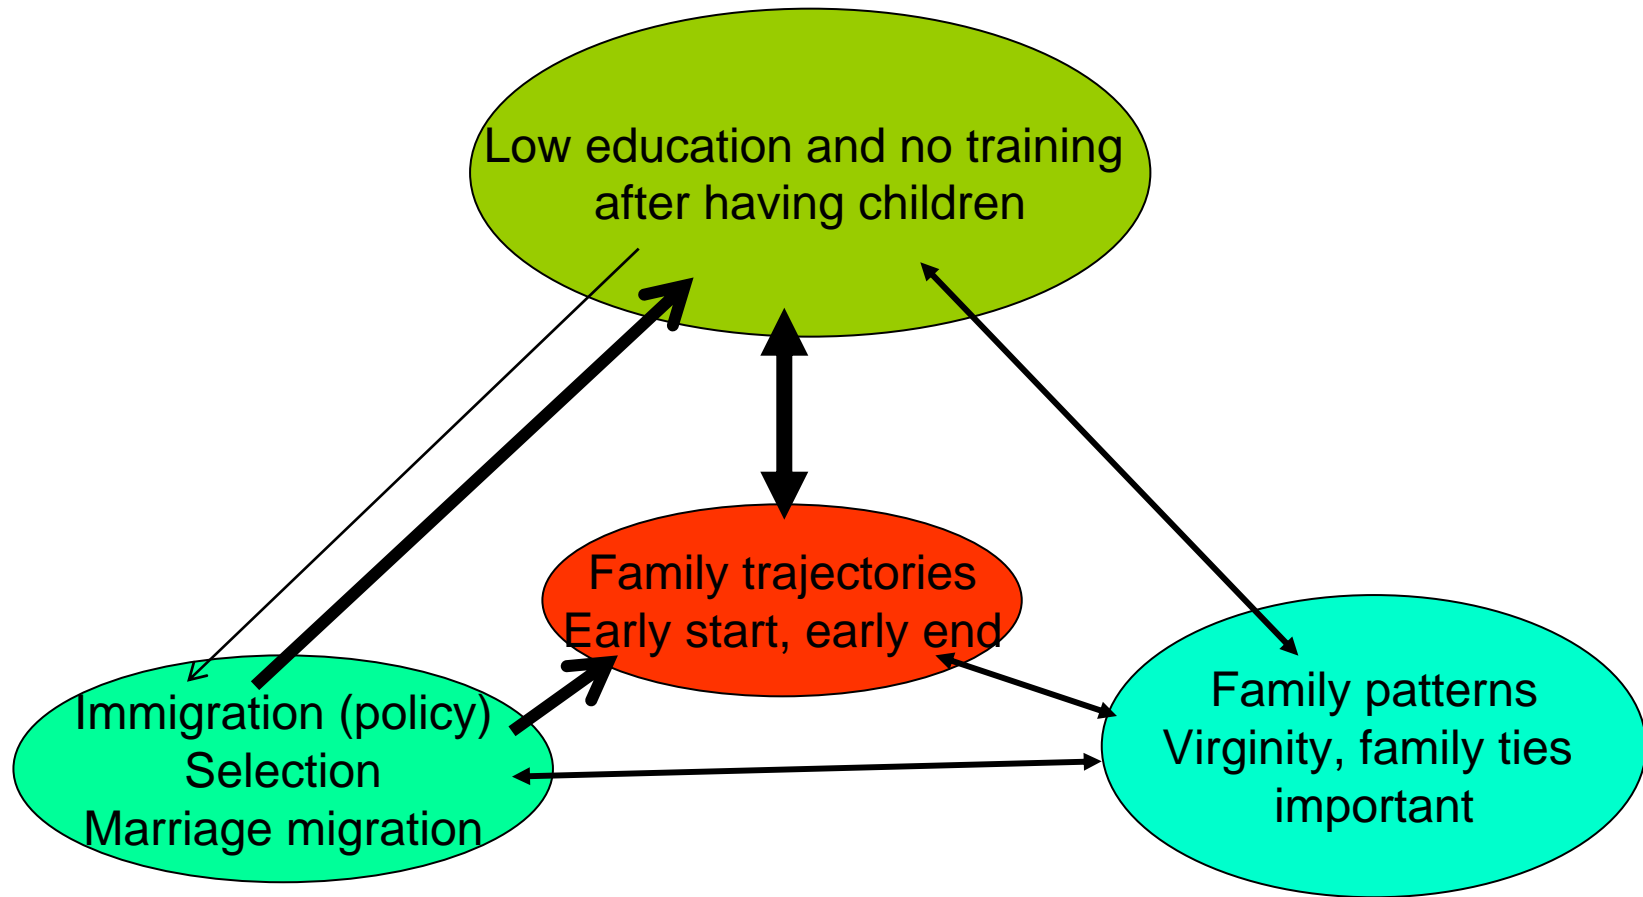 Low education and no training
after having children
Family trajectories
Early start, early end
Immigration (policy)
Selection
Marriage migration
Family patterns
Virginity, family ties
important